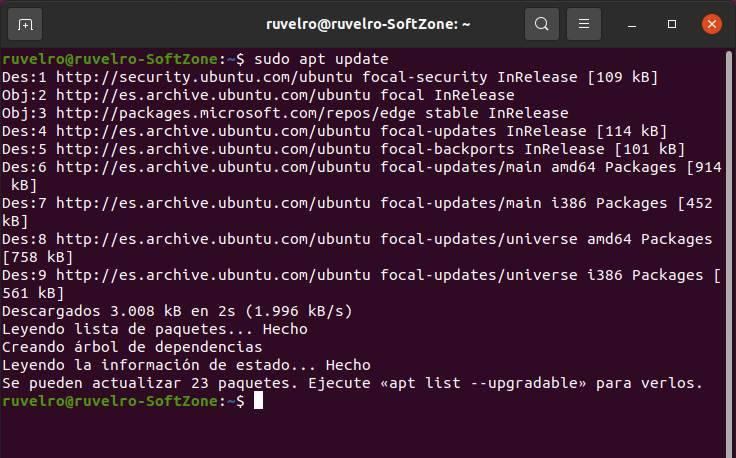 ruvelro@ruvelro-SoftZone: ~
ruvelro@ruvelro-SoftZone:~$ sudo apt update
Des:1 http://security.ubuntu.com/ubuntu focal-security InRelease [109 kB]
Obj:2 http://es.archive.ubuntu.com/ubuntu focal InRelease
Obj:3 http://packages.microsoft.com/repos/edge stable InRelease
Des:4 http://es.archive.ubuntu.com/ubuntu focal-updates InRelease [114 kB]
Des:5 http://es.archive.ubuntu.com/ubuntu focal-backports InRelease [101 kB]
Des:6 http://es.archive.ubuntu.com/ubuntu focal-updates/main amd64 Packages [914
 kB]
Des:7 http://es.archive.ubuntu.com/ubuntu focal-updates/main i386 Packages [452
kB]
Des:8 http://es.archive.ubuntu.com/ubuntu focal-updates/universe amd64 Packages
[758 kB]
Des:9 http://es.archive.ubuntu.com/ubuntu focal-updates/universe i386 Packages [
561 kB]
Descargados 3.008 kB en 2s (1.996 kB/s)
Leyendo lista de paquetes... Hecho
Creando árbol de dependencias
Leyendo la información de estado... Hecho
Se pueden actualizar 23 paquetes. Ejecute «apt list --upgradable» para verlos.
ruvelro@ruvelro-SoftZone:~$